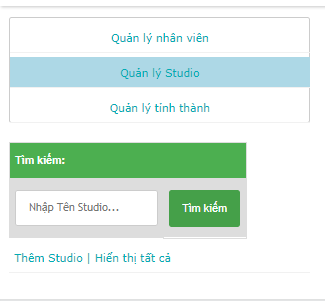 Quản lý nhân viên
Quản lý Studio
Quản lý tỉnh thành
Tìm kiếm:
Nhập Tên Studio...
Tìm kiếm
Thêm Studio | Hiển thị tất cả